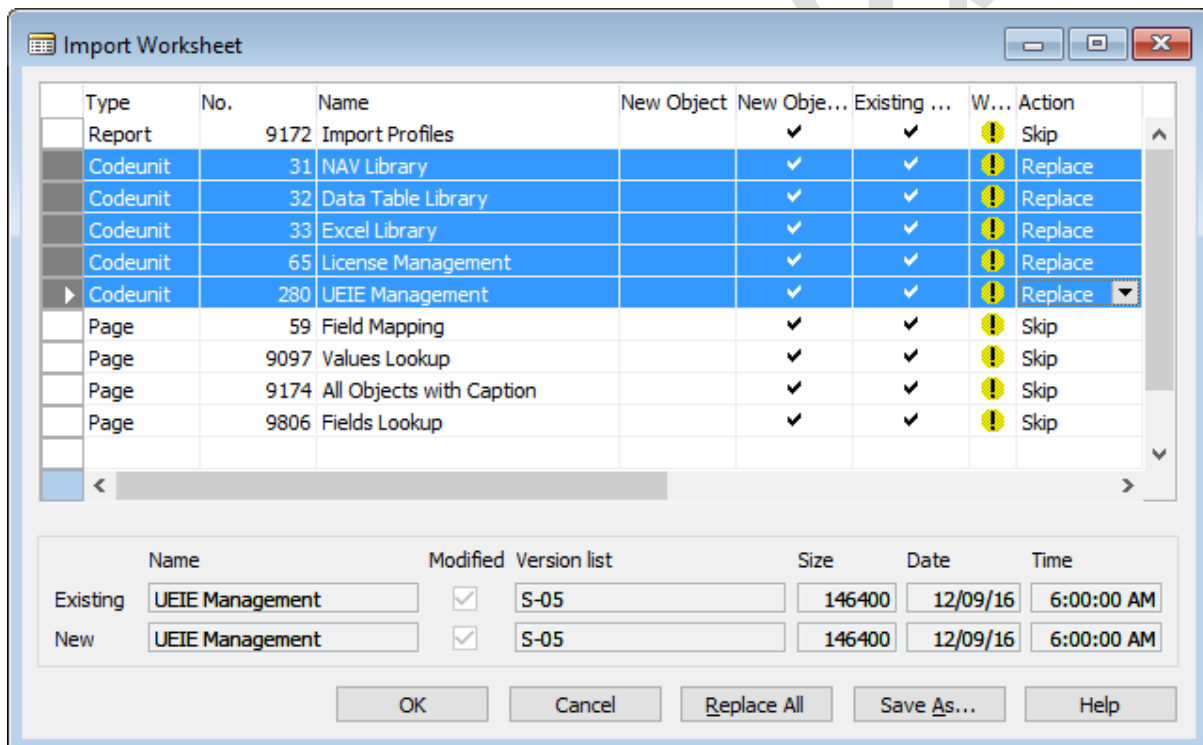 Import Worksheet
Type No. Name New Object New Obje... Existing ... W... Action
Report 9172 Import Profiles Skip
Codeunit 31 NAV Library Replace
Codeunit 32 Data Table Library Replace
Codeunit 33 Excel Library Replace
Codeunit 65 License Management Replace
Codeunit 280 UEIE Management Replace
Page 59 Field Mapping Skip
Page 9097 Values Lookup Skip
Page 9174 All Objects with Caption Skip
Page 9806 Fields Lookup Skip
Name Modified Version list Size Date Time
Existing UEIE Management S-05 146400 12/09/16 6:00:00 AM
New UEIE Management S-05 146400 12/09/16 6:00:00 AM
OK Cancel Replace All Save As... Help